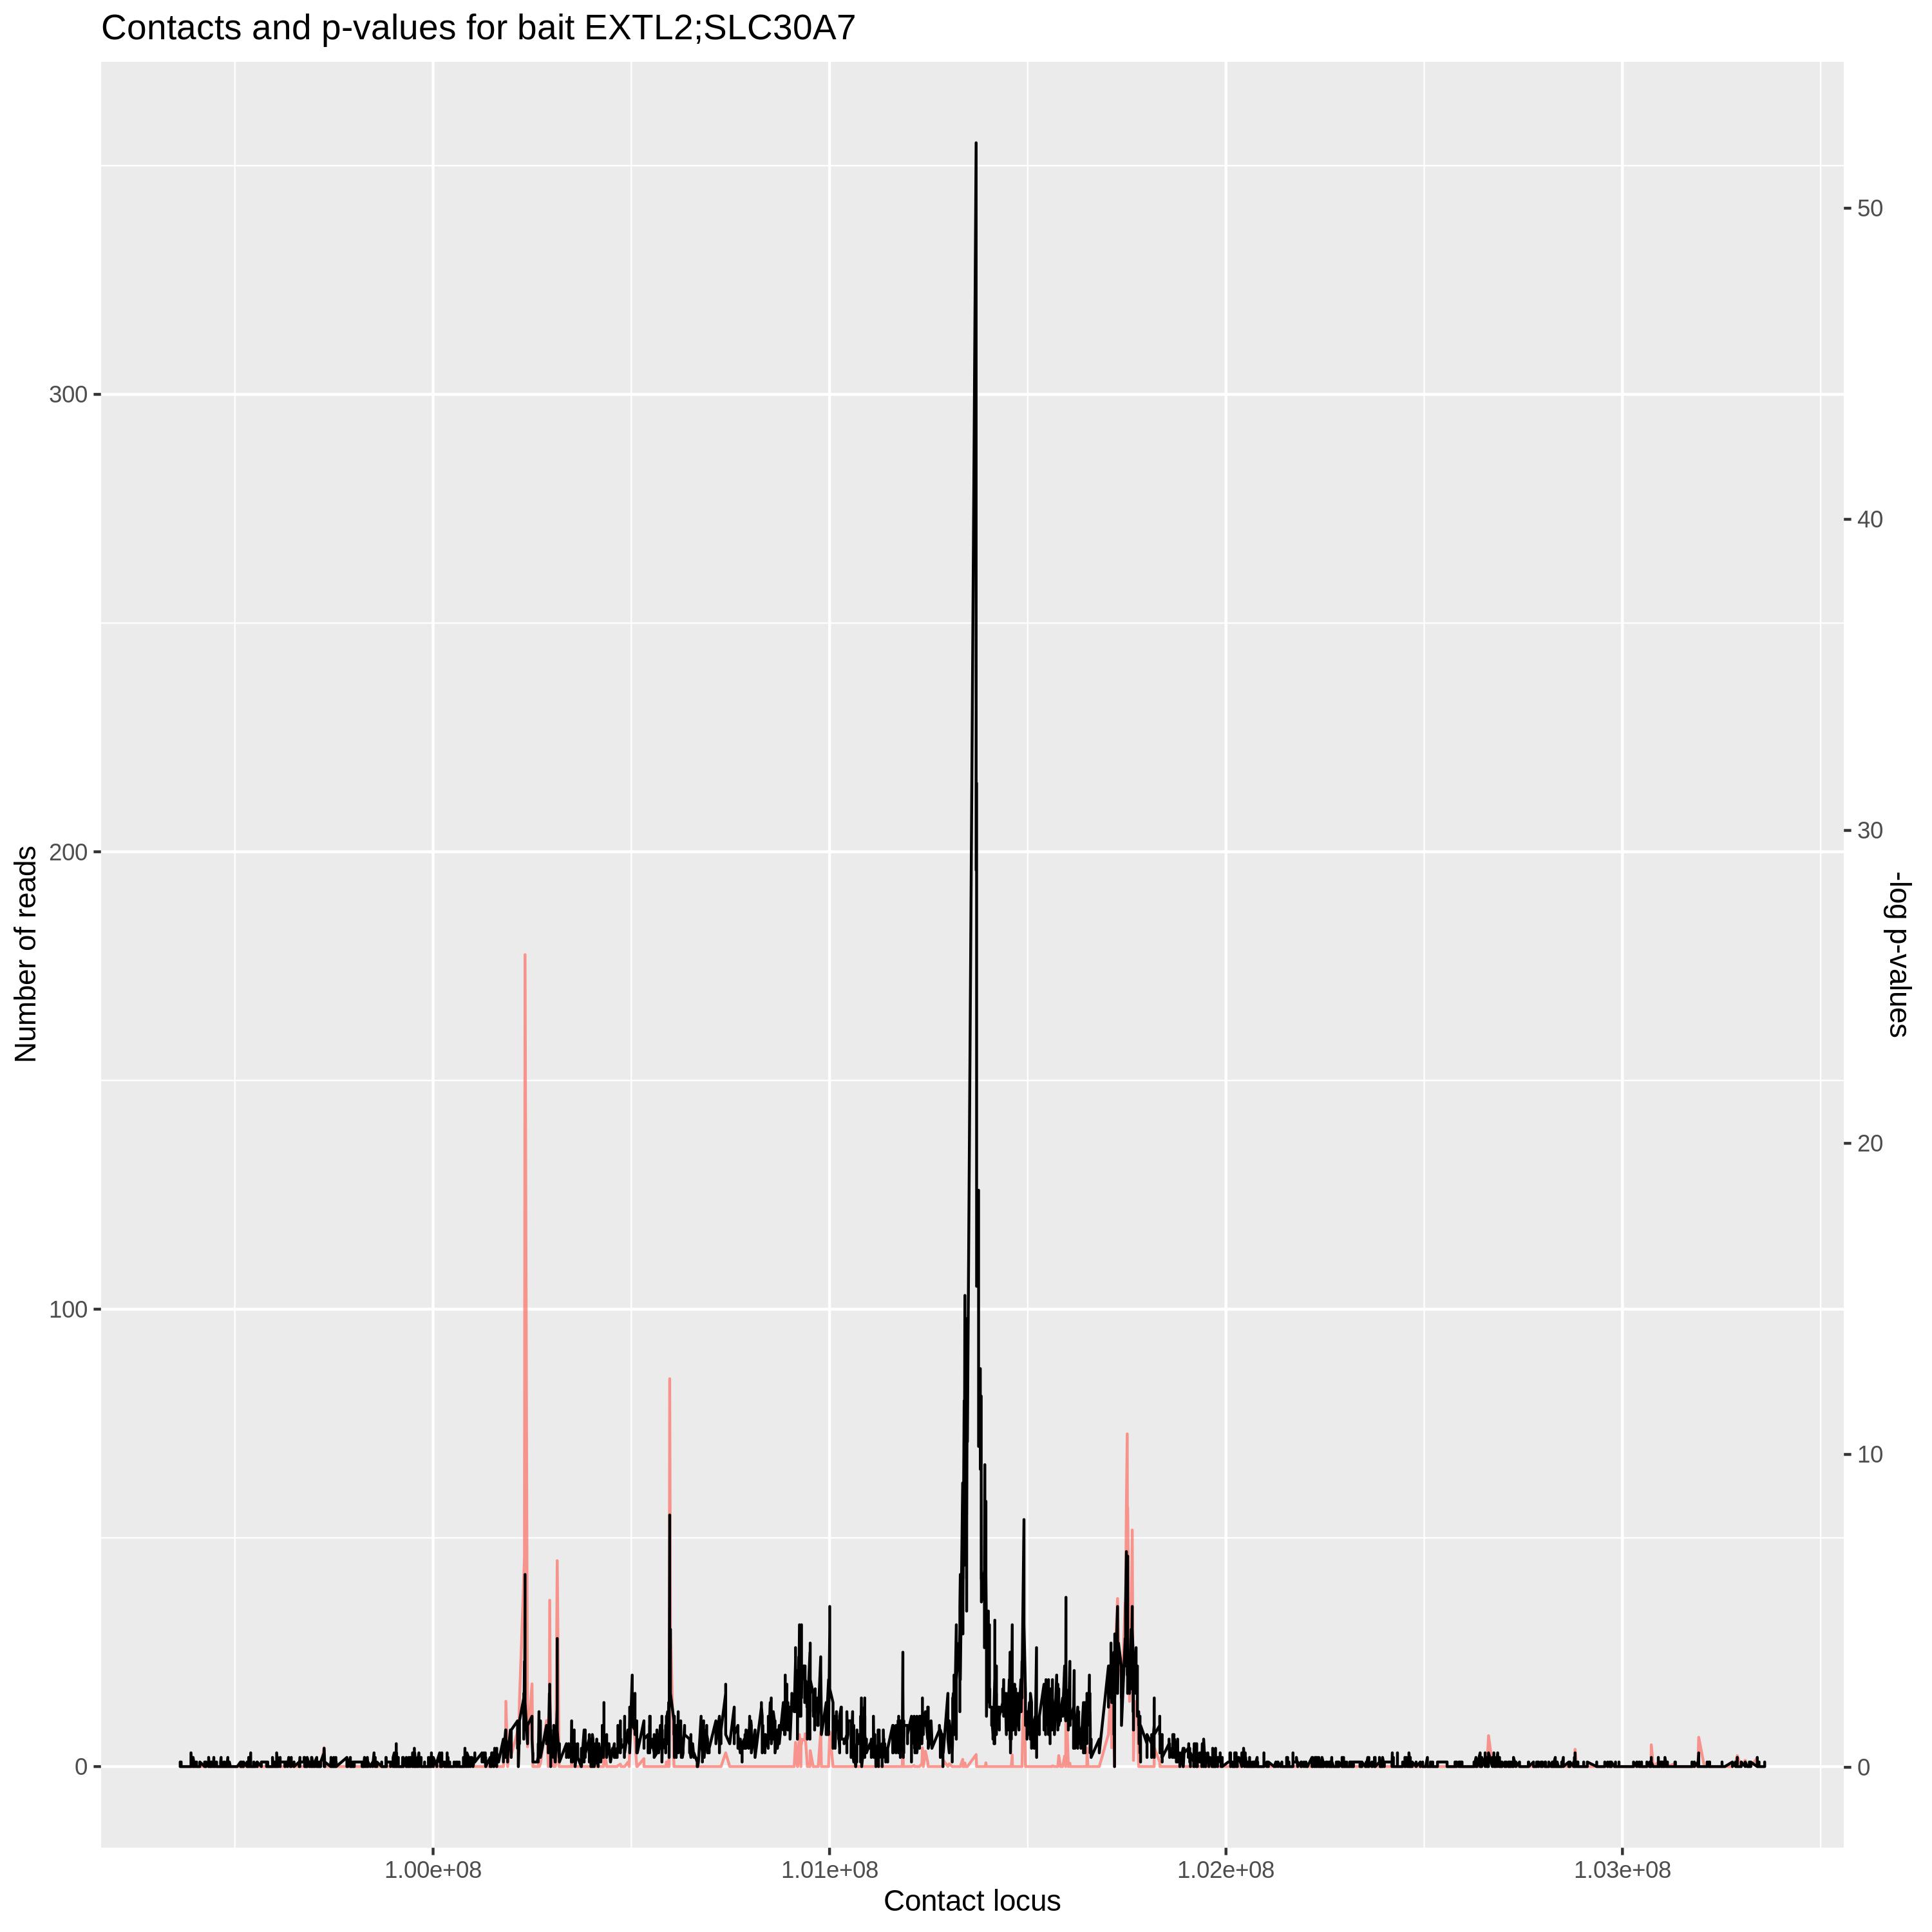 Contacts and p-values for bait EXTL2;SLC30A7
Number of reads
300
200
100
0
50
40
30
20
10
0
-log p-values
1.00e+08
1.01e+08
1.02e+08
1.03e+08
Contact locus